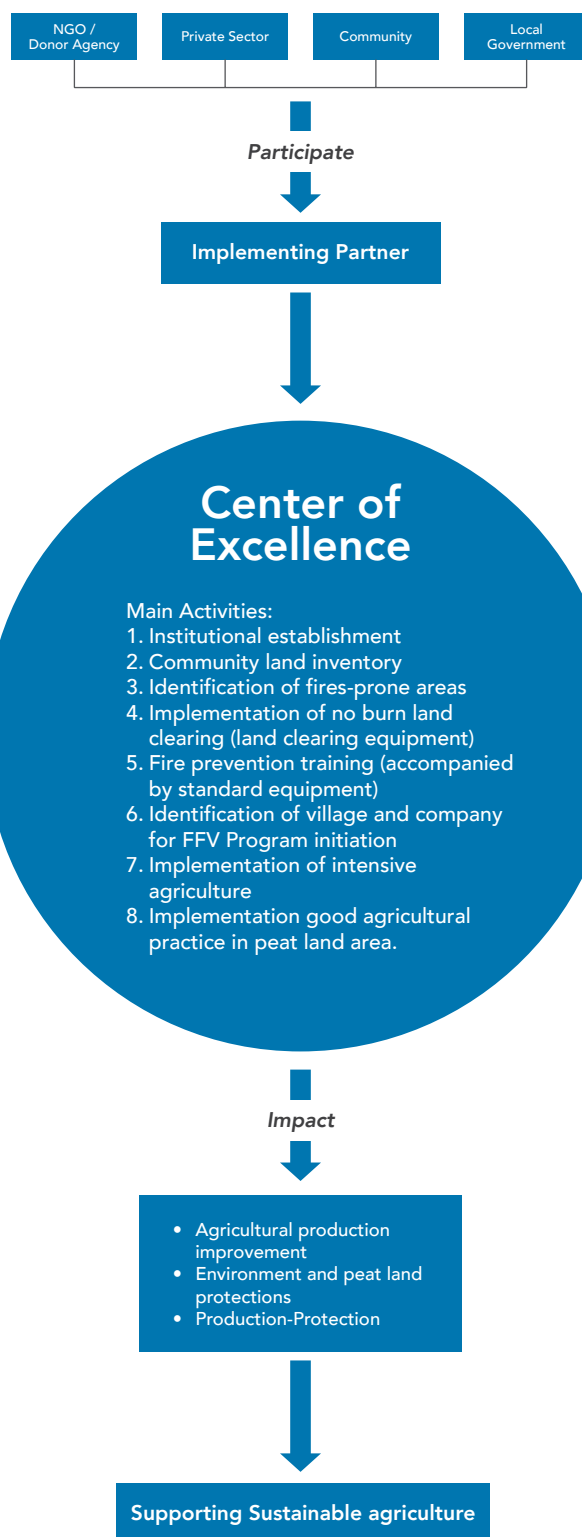 NGO /
Donor Agency
Private Sector
Community
Local
Government
Participate
Implementing Partner
Center of
Excellence
Main Activities:
1. Institutional establishment
2. Community land inventory
3. Identification of fires-prone areas
4. Implementation of no burn land
clearing (land clearing equipment)
5. Fire prevention training (accompanied
by standard equipment)
6. Identification of village and company
for FFV Program initiation
7. Implementation of intensive
agriculture
8. Implementation good agricultural
practice in peat land area.
Impact
• Agricultural production
improvement
• Environment and peat land
protections
• Production-Protection
Supporting Sustainable agriculture